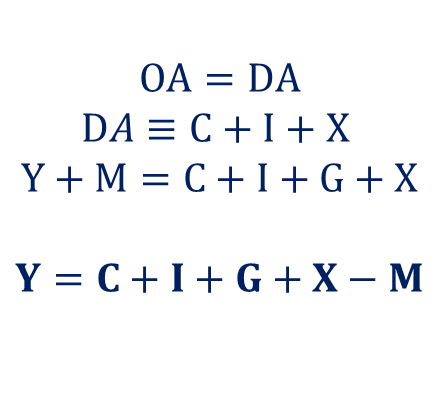 OA = DA
DA ≡ C + I + X
Y + M = C + I + G + X
Y = C + I + G + X − M